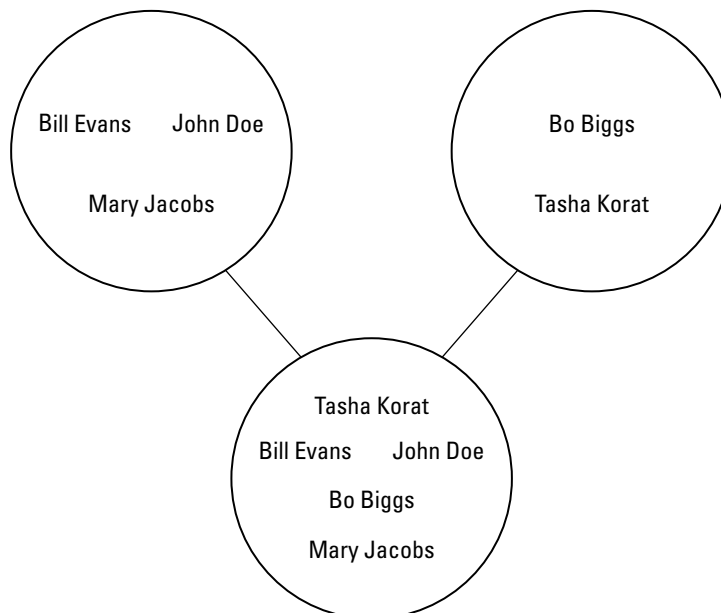 Bill Evans John Doe
Mary Jacobs
Bo Biggs
Tasha Korat
Tasha Korat
Bill Evans John Doe
Bo Biggs
Mary Jacobs